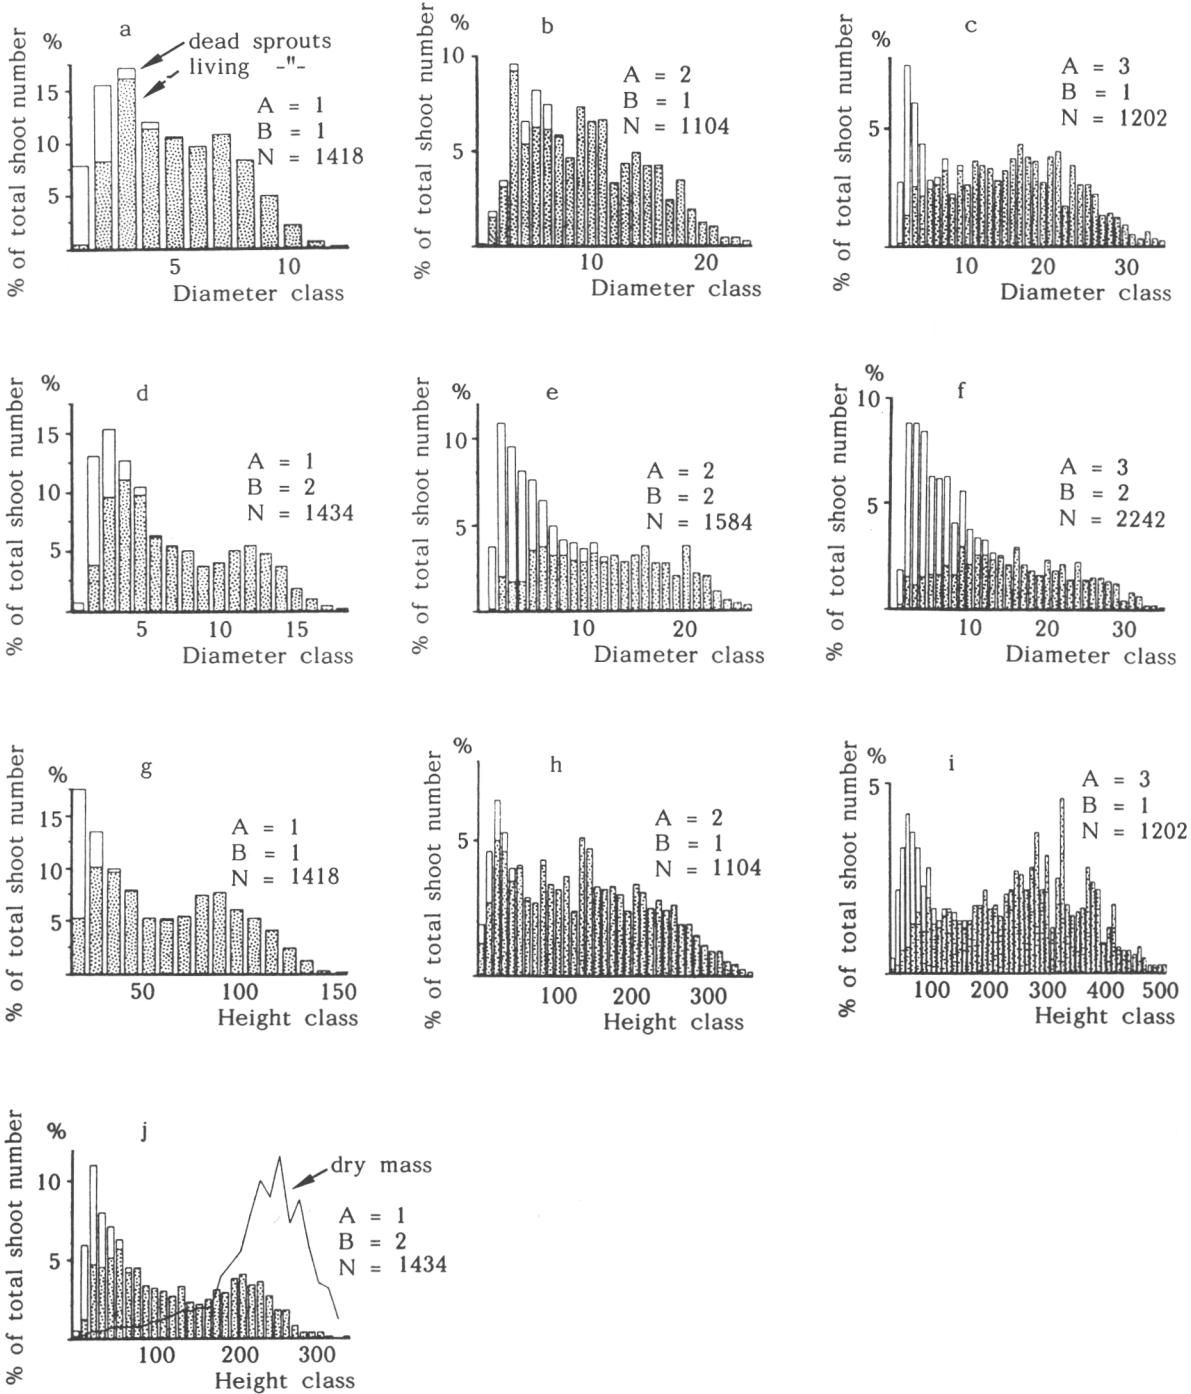 a
%
% of total shoot number
dead sprouts
living -"-
A = 1
B = 1
N = 1418
15
10
5
5 10
Diameter class
b
%
% of total shoot number
A = 2
B = 1
N = 1104
10
5
10 20
Diameter class
c
%
% of total shoot number
A = 3
B = 1
N = 1202
5
10 20 30
Diameter class
d
%
% of total shoot number
A = 1
B = 2
N = 1434
15
10
5
5 10 15
Diameter class
e
%
% of total shoot number
A = 2
B = 2
N = 1584
10
5
10 20
Diameter class
f
%
% of total shoot number
A = 3
B = 2
N = 2242
10
5
10 20 30
Diameter class
g
%
% of total shoot number
A = 1
B = 1
N = 1418
15
10
5
50 100 150
Height class
h
%
% of total shoot number
A = 2
B = 1
N = 1104
5
100 200 300
Height class
i
%
% of total shoot number
A = 3
B = 1
N = 1202
5
100 200 300 400 500
Height class
j
%
% of total shoot number
dry mass
A = 1
B = 2
N = 1434
10
5
100 200 300
Height class